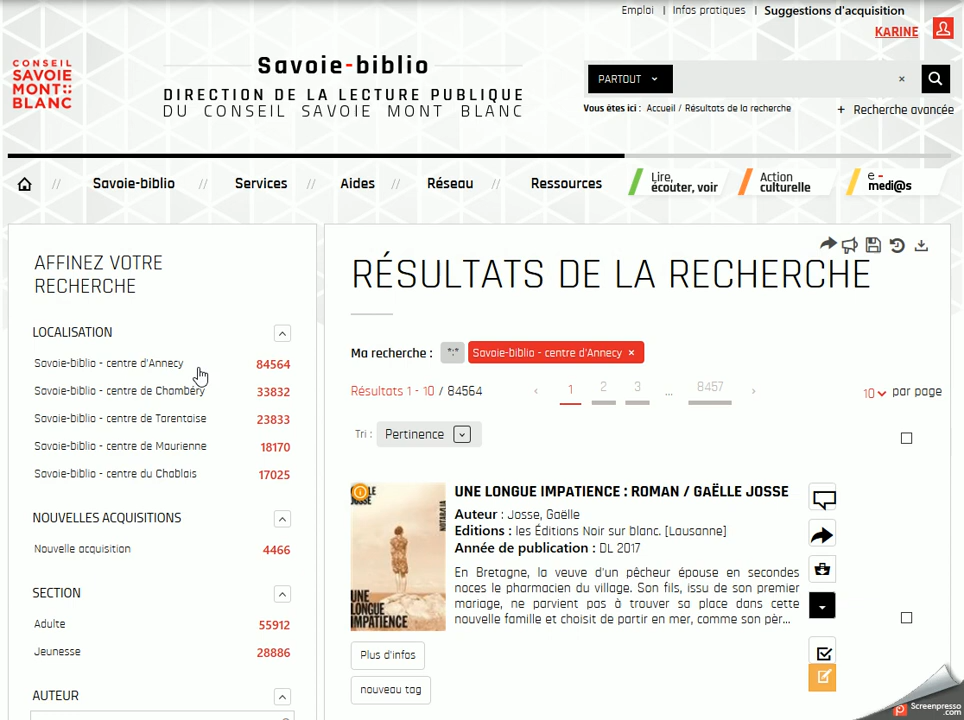 Emploi | Infos pratiques | Suggestions d'acquisition
KARINE
CONSEIL
SAVOIE
MONT::
BLANC
Savoie-biblio
DIRECTION DE LA LECTURE PUBLIQUE
DU CONSEIL SAVOIE MONT BLANC
PARTOUT
×
Vous êtes ici : Accueil / Résultats de la recherche
+ Recherche avancée
// Savoie-biblio // Services // Aides // Réseau // Ressources
Lire,
écouter, voir
Action
culturelle
e -
medi@s
AFFINEZ VOTRE
RECHERCHE
LOCALISATION
Savoie-biblio - centre d'Annecy 84564
Savoie-biblio - centre de Chambéry 33832
Savoie-biblio - centre de Tarentaise 23833
Savoie-biblio - centre de Maurienne 18170
Savoie-biblio - centre du Chablais 17025
NOUVELLES ACQUISITIONS
Nouvelle acquisition 4466
SECTION
Adulte 55912
Jeunesse 28886
AUTEUR
RÉSULTATS DE LA RECHERCHE
Ma recherche : *:* Savoie-biblio - centre d'Annecy ×
Résultats 1 - 10 / 84564 ‹ 1 2 3 ... 8457 › 10 par page
Tri : Pertinence
UNE LONGUE IMPATIENCE : ROMAN / GAËLLE JOSSE
Auteur : Josse, Gaëlle
Editions : les Éditions Noir sur blanc. [Lausanne]
Année de publication : DL 2017
En Bretagne, la veuve d'un pêcheur épouse en secondes
noces le pharmacien du village. Son fils, issu de son premier
mariage, ne parvient pas à trouver sa place dans cette
nouvelle famille et choisit de partir en mer, comme son pèr...
JOSSE
NOTABILIA
UNE
LONGUE
IMPATIENCE
Plus d'infos
nouveau tag
Screenpresso
.com